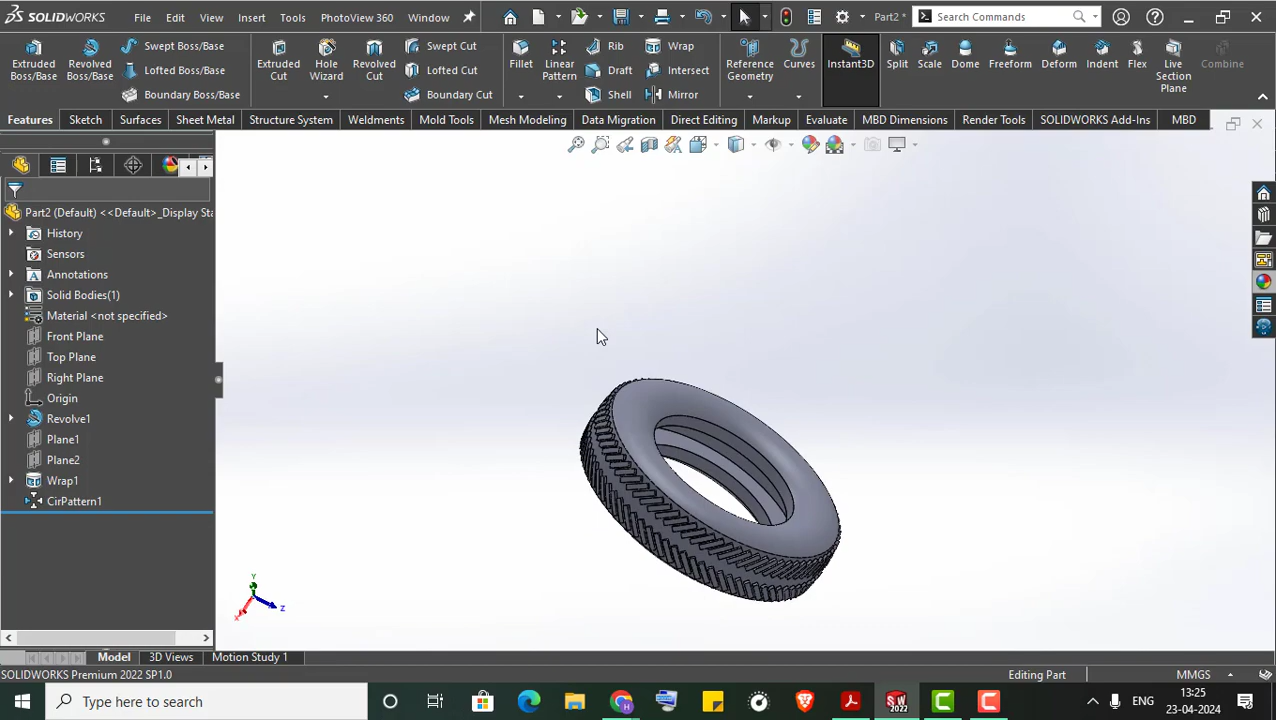 SOLIDWORKS File Edit View Insert Tools PhotoView 360 Window Part2 * Search Commands
Extruded Boss/Base Revolved Boss/Base Swept Boss/Base Lofted Boss/Base Boundary Boss/Base Extruded Cut Hole Wizard Revolved Cut Swept Cut Lofted Cut Boundary Cut Fillet Linear Pattern Rib Draft Shell Wrap Intersect Mirror Reference Geometry Curves Instant3D Split Scale Dome Freeform Deform Indent Flex Live Section Plane Combine
Features Sketch Surfaces Sheet Metal Structure System Weldments Mold Tools Mesh Modeling Data Migration Direct Editing Markup Evaluate MBD Dimensions Render Tools SOLIDWORKS Add-Ins MBD
Part2 (Default) <<Default>_Display Sta
History
Sensors
Annotations
Solid Bodies(1)
Material <not specified>
Front Plane
Top Plane
Right Plane
Origin
Revolve1
Plane1
Plane2
Wrap1
CirPattern1
Y
X Z
Model 3D Views Motion Study 1
SOLIDWORKS Premium 2022 SP1.0 Editing Part MMGS
Type here to search ENG 13:25
23-04-2024